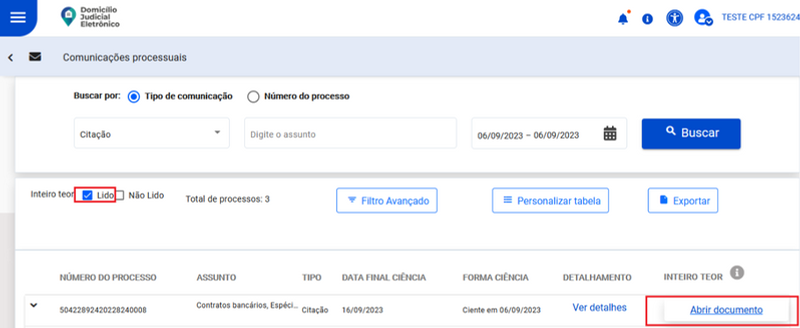 Domicílio
Judicial
Eletrônico
TESTE CPF 1523624
Comunicações processuais
Buscar por: Tipo de comunicação Número do processo
Citação Digite o assunto 06/09/2023 – 06/09/2023 Buscar
Inteiro teor Lido Não Lido Total de processos: 3 Filtro Avançado Personalizar tabela Exportar
NÚMERO DO PROCESSO ASSUNTO TIPO DATA FINAL CIÊNCIA FORMA CIÊNCIA DETALHAMENTO INTEIRO TEOR
50422892420228240008 Contratos bancários, Espéci... Citação 16/09/2023 Ciente em 06/09/2023 Ver detalhes Abrir documento